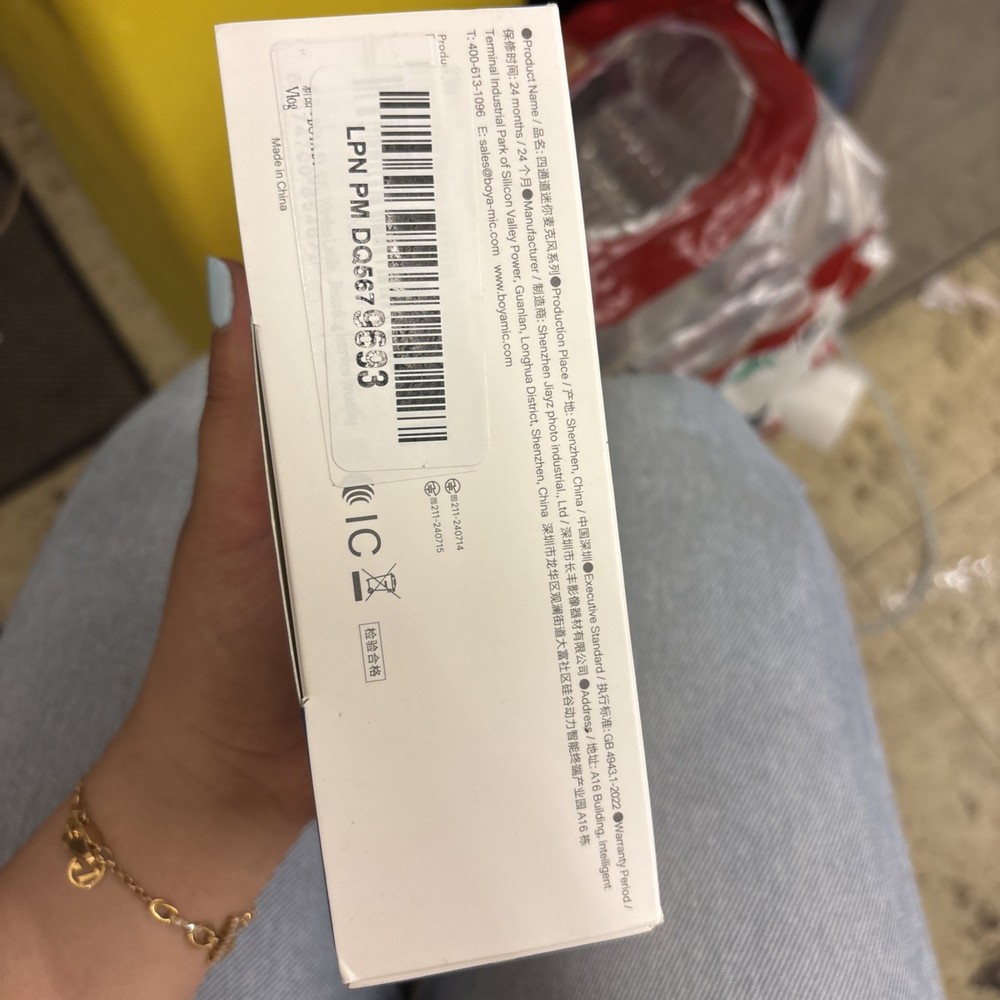 ●Product Name / 品名: 四通道迷你麦克风系列●Production Place / 产地: Shenzhen, China / 中国深圳●Executive Standard / 执行标准: GB 4943.1-2022 ●Warranty Period /
保修时间: 24 months / 24 个月●Manufacturer / 制造商: Shenzhen Jiayz photo industrial., Ltd / 深圳市长丰影像器材有限公司 ●Address / 地址: A16 Building, Intelligent
Terminal Industrial Park of Silicon Valley Power, Guanlan, Longhua District, Shenzhen, China 深圳市龙华区观澜街道大富社区硅谷动力智能终端产业园 A16 栋
T: 400-613-1096 E: sales@boya-mic.com www.boyamic.com
Produ
LPN PM DQ5679693
211-240714
211-240715
IC
检验合格
Vlog
Made in China